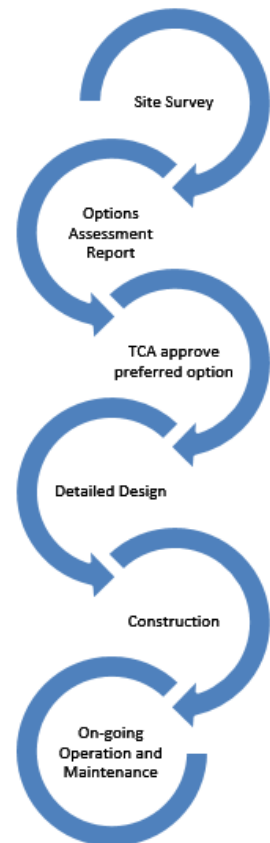 Site Survey
Options
Assessment
Report
TCA approve
preferred option
Detailed Design
Construction
On-going
Operation and
Maintenance